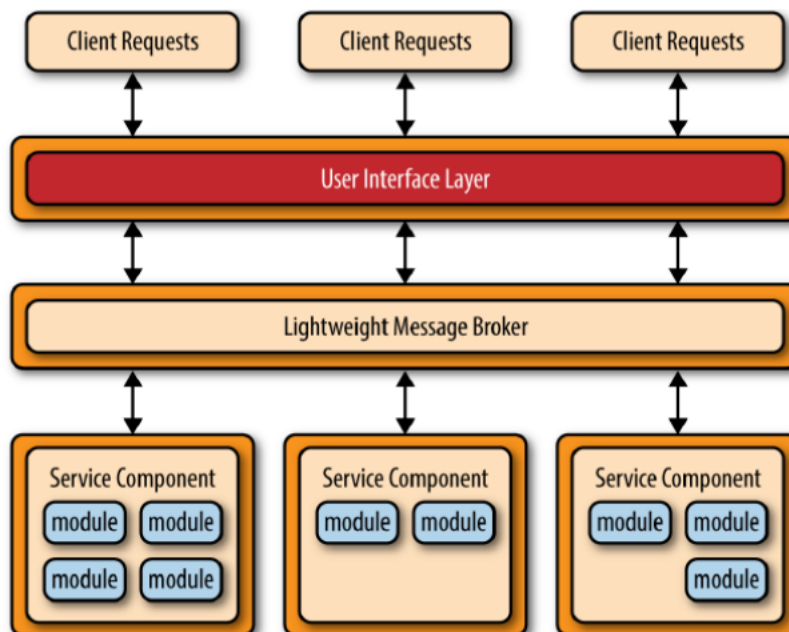 Client Requests
Client Requests
Client Requests
User Interface Layer
Lightweight Message Broker
Service Component
module module
module module
Service Component
module module
Service Component
module module
module